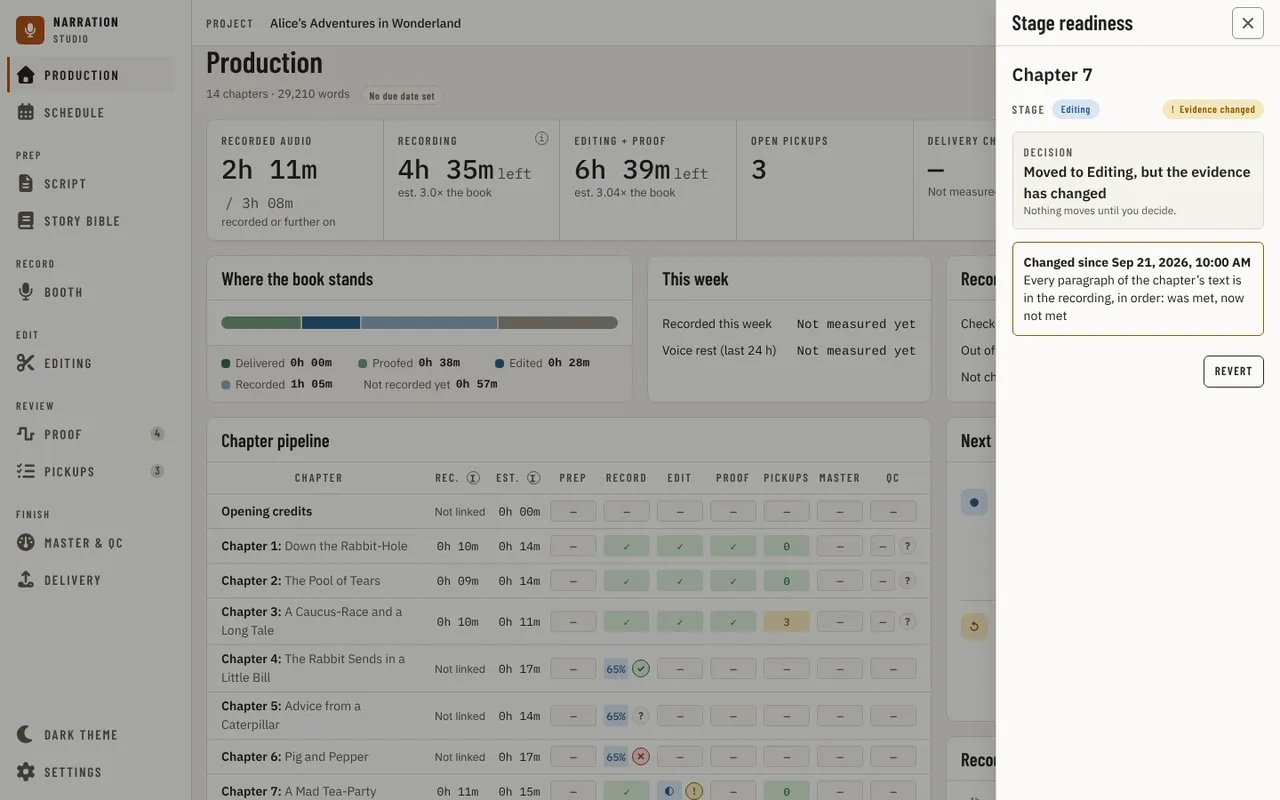 NARRATION
STUDIO
PRODUCTION
SCHEDULE
PREP
SCRIPT
STORY BIBLE
RECORD
BOOTH
EDIT
EDITING
REVIEW
PROOF 4
PICKUPS 3
FINISH
MASTER & QC
DELIVERY
DARK THEME
SETTINGS
PROJECT Alice's Adventures in Wonderland
Production
14 chapters · 29,210 words No due date set
RECORDED AUDIO
2h 11m
/ 3h 08m
recorded or further on
RECORDING
4h 35m left
est. 3.0× the book
EDITING + PROOF
6h 39m left
est. 3.04× the book
OPEN PICKUPS
3
DELIVERY CH
—
Not measure
Where the book stands
Delivered 0h 00m Proofed 0h 38m Edited 0h 28m
Recorded 1h 05m Not recorded yet 0h 57m
This week
Recorded this week Not measured yet
Voice rest (last 24 h) Not measured yet
Recor
Check
Out of
Not ch
Chapter pipeline
CHAPTER REC. EST. PREP RECORD EDIT PROOF PICKUPS MASTER QC
Opening credits Not linked 0h 00m — — — — — — —
Chapter 1: Down the Rabbit-Hole 0h 10m 0h 14m — ✓ ✓ ✓ 0 — — ?
Chapter 2: The Pool of Tears 0h 09m 0h 14m — ✓ ✓ ✓ 0 — — ?
Chapter 3: A Caucus-Race and a
Long Tale 0h 10m 0h 11m — ✓ ✓ ✓ 3 — — ?
Chapter 4: The Rabbit Sends in a
Little Bill Not linked 0h 17m — 65% ✓ — — — — —
Chapter 5: Advice from a
Caterpillar Not linked 0h 14m — 65% ? — — — — —
Chapter 6: Pig and Pepper Not linked 0h 17m — 65% ✕ — — — — —
Chapter 7: A Mad Tea-Party 0h 11m 0h 15m — ✓ ! — 0 — —
Next
Recor
Stage readiness
Chapter 7
STAGE Editing ! Evidence changed
DECISION
Moved to Editing, but the evidence
has changed
Nothing moves until you decide.
Changed since Sep 21, 2026, 10:00 AM
Every paragraph of the chapter's text is
in the recording, in order: was met, now
not met
REVERT